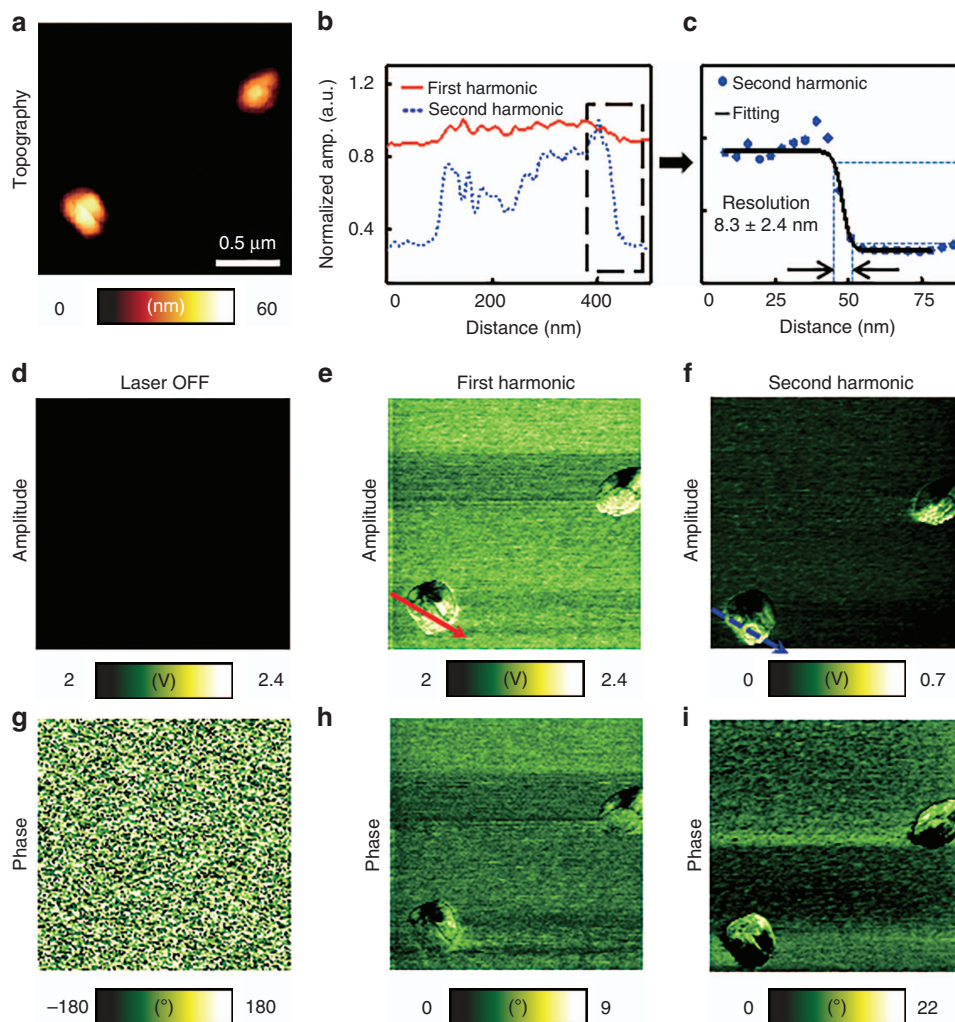 a
Topography
0.5 μm
0 (nm) 60
b
Normalized amp. (a.u.)
1.2
0.8
0.4
First harmonic
Second harmonic
0 200 400
Distance (nm)
c
Second harmonic
Fitting
Resolution
8.3 ± 2.4 nm
0 25 50 75
Distance (nm)
d
Laser OFF
Amplitude
2 (V) 2.4
e
First harmonic
Amplitude
2 (V) 2.4
f
Second harmonic
Amplitude
0 (V) 0.7
g
Phase
−180 (°) 180
h
Phase
0 (°) 9
i
Phase
0 (°) 22